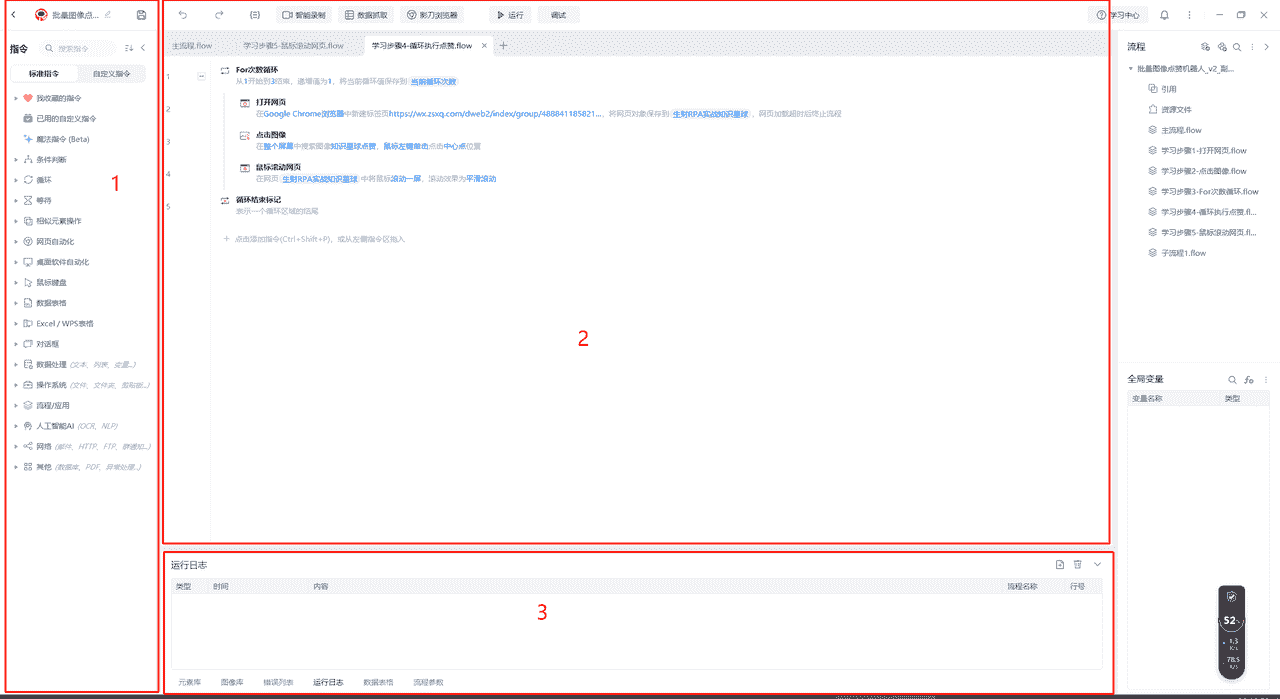 批量图像点...
智能录制
数据抓取
影刀浏览器
运行
调试
学习中心
指令
搜索指令
标准指令
自定义指令
我收藏的指令
已用的自定义指令
魔法指令 (Beta)
条件判断
循环
等待
相似元素操作
网页自动化
桌面软件自动化
鼠标键盘
数据表格
Excel / WPS表格
对话框
数据处理 (文本、列表、变量...)
操作系统 (文件、文件夹、剪贴板...)
流程/应用
人工智能AI (OCR、NLP)
网络 (邮件、HTTP、FTP、群通知...)
其他 (数据库、PDF、异常处理...)
1
主流程.flow
学习步骤5-鼠标滚动网页.flow
学习步骤4-循环执行点赞.flow
1
For次数循环
从1开始到3结束，递增值为1，将当前循环值保存到 当前循环次数
2
打开网页
在Google Chrome浏览器中新建标签页https://wx.zsxq.com/dweb2/index/group/488841185821...，将网页对象保存到 生财RPA实战知识星球 ，网页加载超时后终止流程
3
点击图像
在整个屏幕中搜索图像知识星球点赞，鼠标左键单击点击中心点位置
4
鼠标滚动网页
在网页 生财RPA实战知识星球 中将鼠标滚动一屏，滚动效果为平滑滚动
5
循环结束标记
表示一个循环区域的结尾
点击添加指令(Ctrl+Shift+P)，或从左侧指令区拖入
2
运行日志
类型
时间
内容
流程名称
行号
3
元素库
图像库
错误列表
运行日志
数据表格
流程参数
流程
批量图像点赞机器人_v2_副...
引用
资源文件
主流程.flow
学习步骤1-打开网页.flow
学习步骤2-点击图像.flow
学习步骤3-For次数循环.flow
学习步骤4-循环执行点赞.fl...
学习步骤5-鼠标滚动网页.fl...
子流程1.flow
全局变量
变量名称
类型
52%
1.3
K/s
78.5
K/s